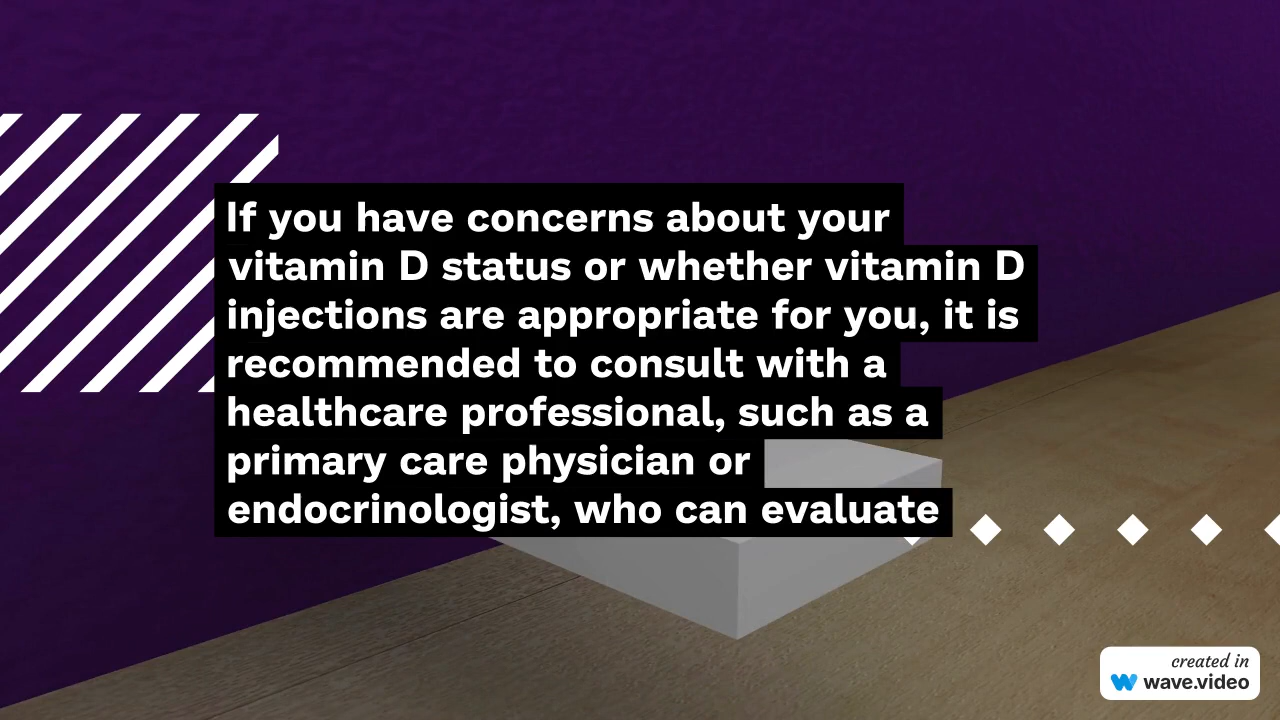 If you have concerns about your
vitamin D status or whether vitamin D
injections are appropriate for you, it is
recommended to consult with a
healthcare professional, such as a
primary care physician or
endocrinologist, who can evaluate
created in
wave.video